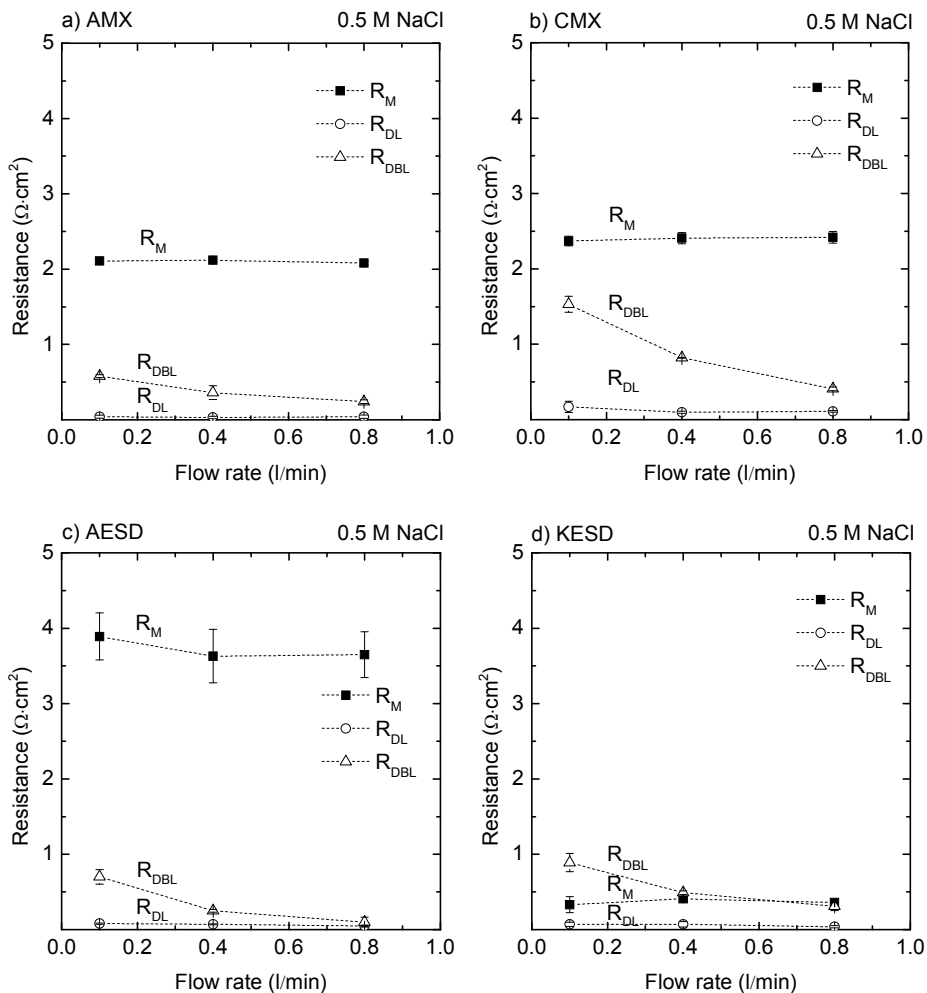 a) AMX 0.5 M NaCl
5
4
3
2
1
R_M
R_DL
R_DBL
R_M
R_DBL
R_DL
Resistance (Ω·cm²)
0.0 0.2 0.4 0.6 0.8 1.0
Flow rate (l/min)
b) CMX 0.5 M NaCl
5
4
3
2
1
R_M
R_DL
R_DBL
R_M
R_DBL
R_DL
Resistance (Ω·cm²)
0.0 0.2 0.4 0.6 0.8 1.0
Flow rate (l/min)
c) AESD 0.5 M NaCl
5
4
3
2
1
R_M
R_M
R_DL
R_DBL
R_DBL
R_DL
Resistance (Ω·cm²)
0.0 0.2 0.4 0.6 0.8 1.0
Flow rate (l/min)
d) KESD 0.5 M NaCl
5
4
3
2
1
R_M
R_DL
R_DBL
R_DBL
R_M
R_DL
Resistance (Ω·cm²)
0.0 0.2 0.4 0.6 0.8 1.0
Flow rate (l/min)